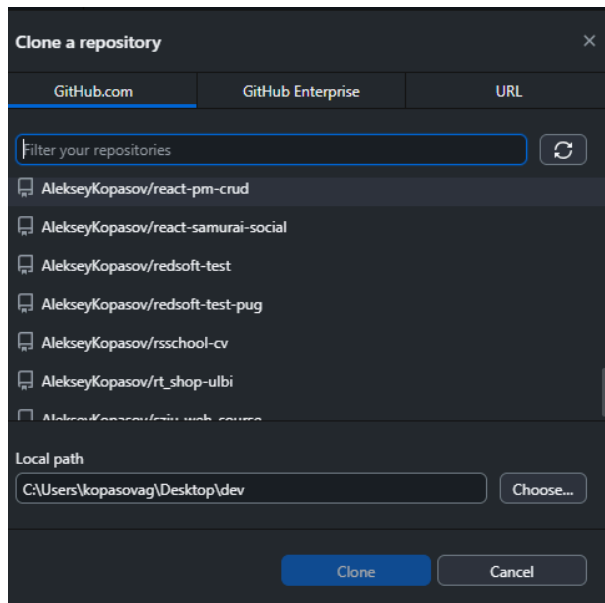 Clone a repository
GitHub.com
GitHub Enterprise
URL
Filter your repositories
AlekseyKopasov/react-pm-crud
AlekseyKopasov/react-samurai-social
AlekseyKopasov/redsoft-test
AlekseyKopasov/redsoft-test-pug
AlekseyKopasov/rsschool-cv
AlekseyKopasov/rt_shop-ulbi
Local path
C:\Users\kopasovag\Desktop\dev
Choose...
Clone
Cancel